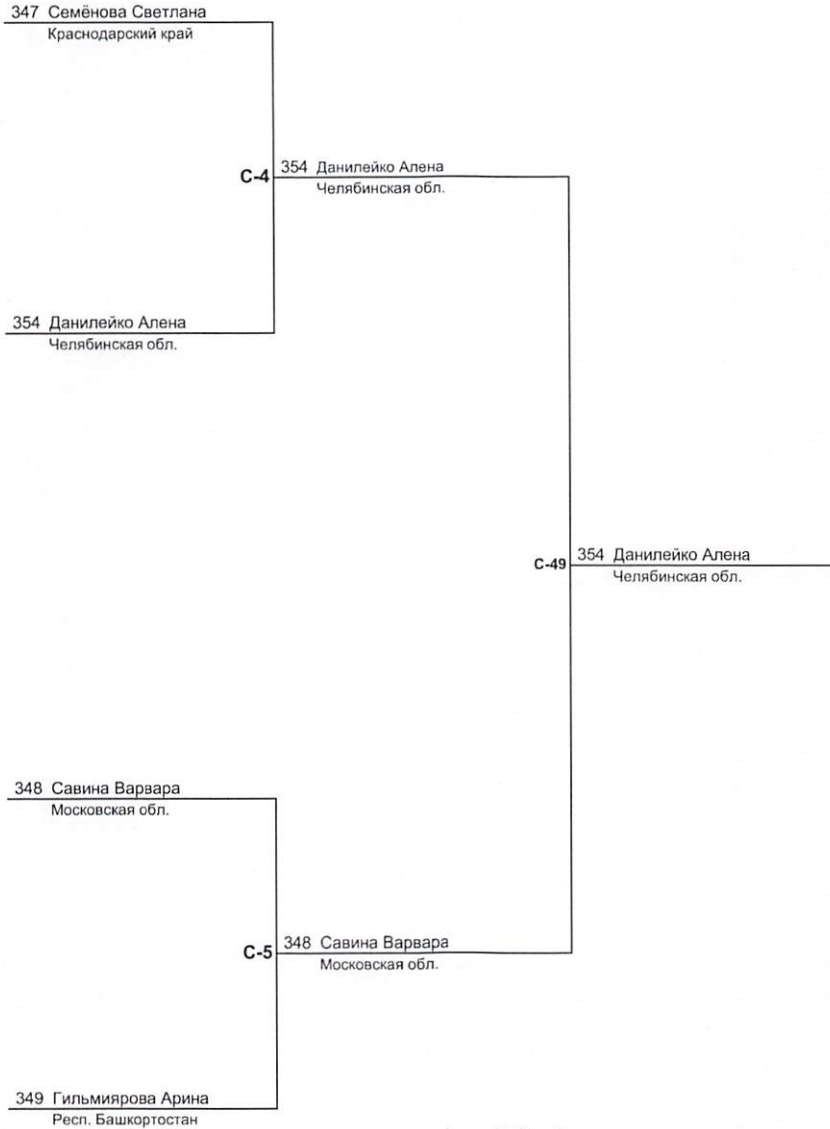 347 Семёнова Светлана
Краснодарский край
С-4
354 Данилейко Алена
Челябинская обл.
354 Данилейко Алена
Челябинская обл.
С-49
354 Данилейко Алена
Челябинская обл.
348 Савина Варвара
Московская обл.
С-5
348 Савина Варвара
Московская обл.
349 Гильмиярова Арина
Респ. Башкортостан